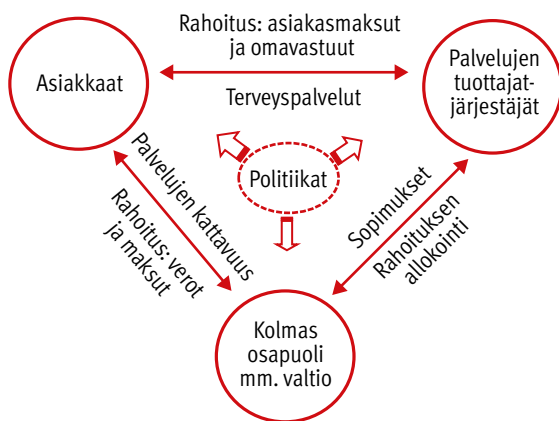 Rahoitus: asiakasmaksut
ja omavastuut
Asiakkaat
Palvelujen
tuottajat-
järjestäjät
Terveyspalvelut
Politiikat
Palvelujen kattavuus
Rahoitus: verot
ja maksut
Sopimukset
Rahoituksen
allokointi
Kolmas
osapuoli
mm. valtio